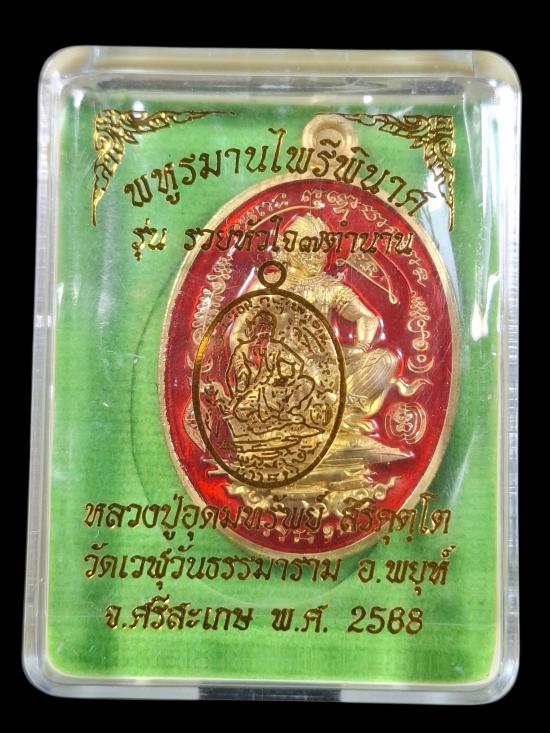 พหูรมานไพรีพินาศ
รุ่น รวยหัวใจ๗ตำนาน
หลวงปู่อุดมทรัพย์ สิริคุตฺโต
วัดเวฬุวันธรรมาราม อ.พยุห์
จ.ศรีสะเกษ พ.ศ. 2568